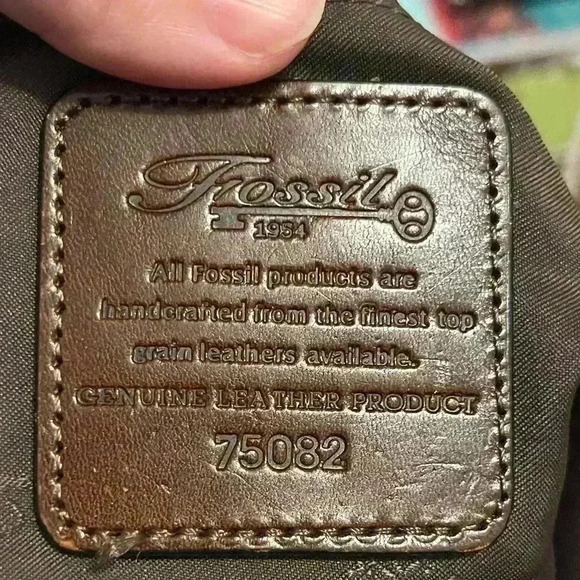 Fossil
1954
All Fossil products are
handcrafted from the finest top
grain leathers available.
GENUINE LEATHER PRODUCT
75082